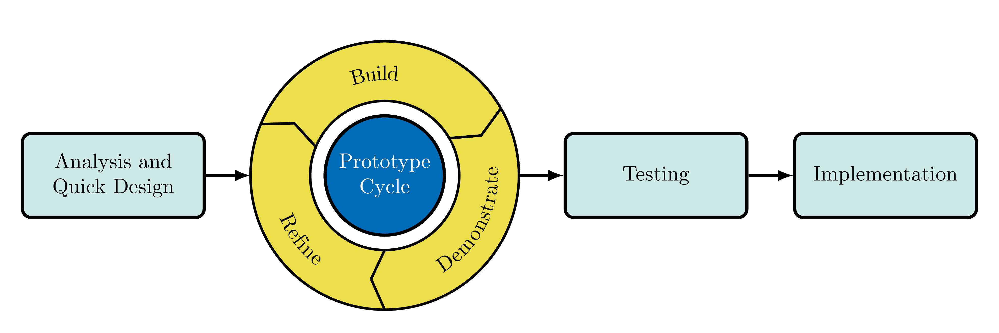 Analysis and
Quick Design
Build
Demonstrate
Refine
Prototype
Cycle
Testing
Implementation